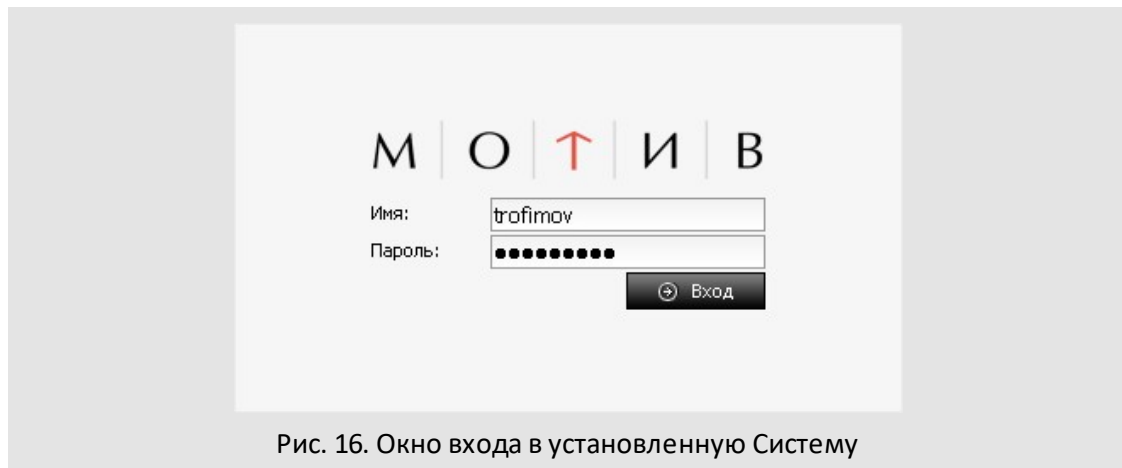 М О Т И В
Имя: trofimov
Пароль: ●●●●●●●●●
Вход
Рис. 16. Окно входа в установленную Систему